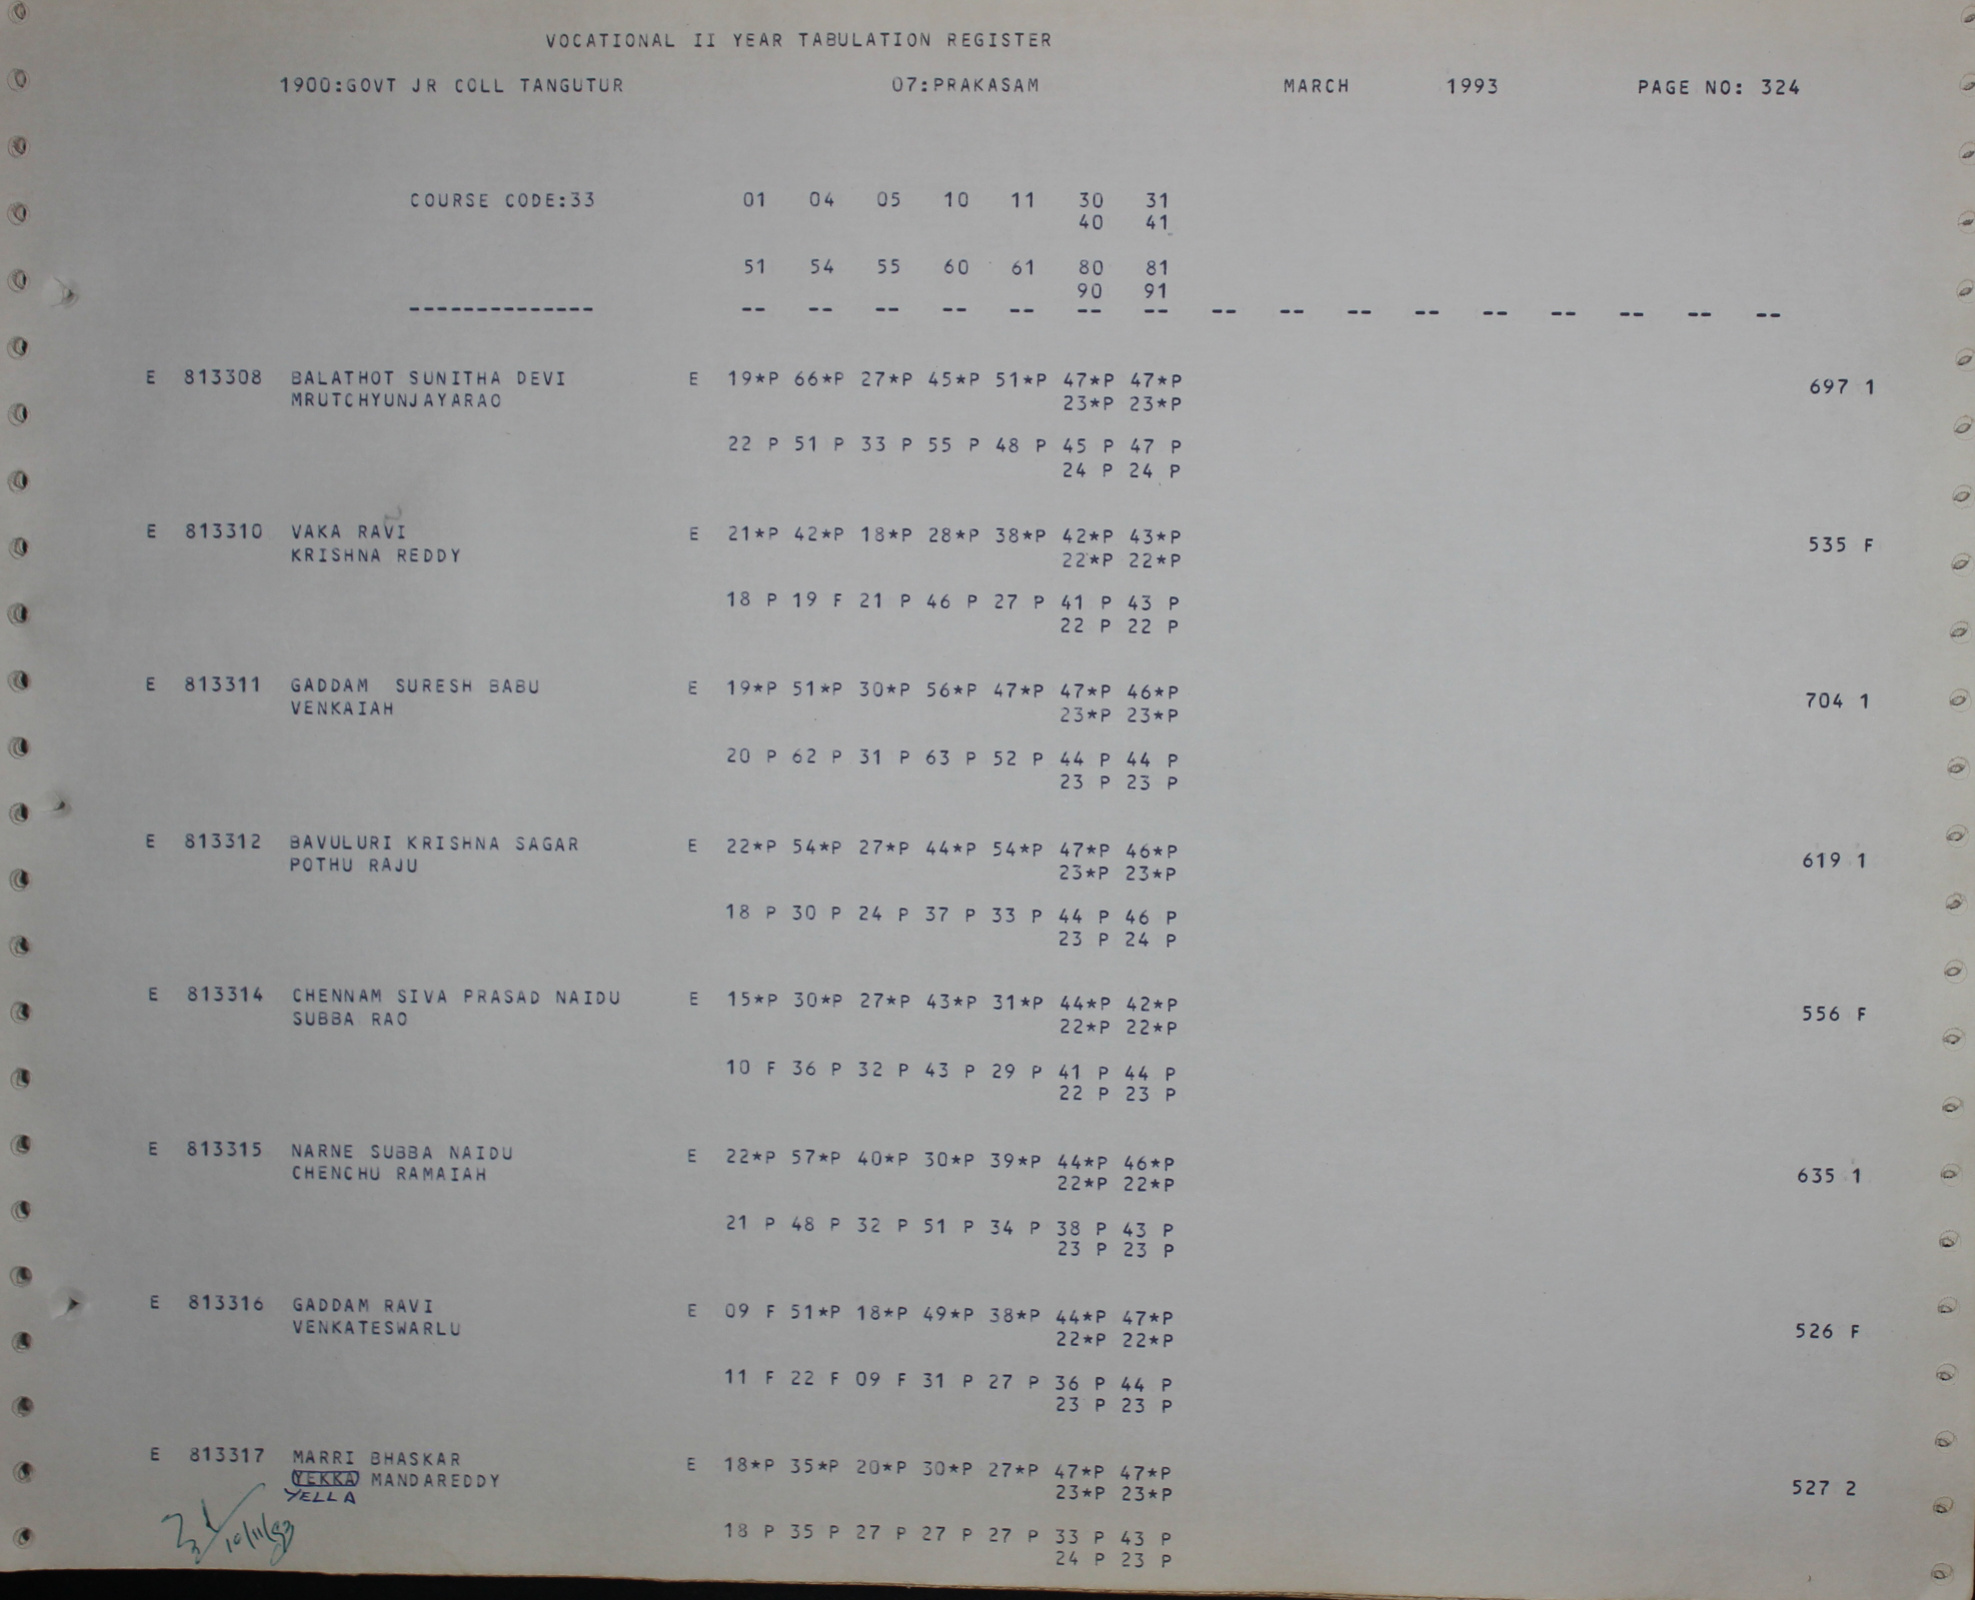 VOCATIONAL II YEAR TABULATION REGISTER
1900:GOVT JR COLL TANGUTUR 07:PRAKASAM MARCH 1993 PAGE NO: 324
COURSE CODE:33 01 04 05 10 11 30 31
40 41
51 54 55 60 61 80 81
90 91
-------------- -- -- -- -- -- -- -- -- -- -- -- -- -- -- -- --
E 813308 BALATHOT SUNITHA DEVI E 19*P 66*P 27*P 45*P 51*P 47*P 47*P 697 1
MRUTCHYUNJAYARAO 23*P 23*P
22 P 51 P 33 P 55 P 48 P 45 P 47 P
24 P 24 P
E 813310 VAKA RAVI E 21*P 42*P 18*P 28*P 38*P 42*P 43*P 535 F
KRISHNA REDDY 22*P 22*P
18 P 19 F 21 P 46 P 27 P 41 P 43 P
22 P 22 P
E 813311 GADDAM SURESH BABU E 19*P 51*P 30*P 56*P 47*P 47*P 46*P 704 1
VENKAIAH 23*P 23*P
20 P 62 P 31 P 63 P 52 P 44 P 44 P
23 P 23 P
E 813312 BAVULURI KRISHNA SAGAR E 22*P 54*P 27*P 44*P 54*P 47*P 46*P 619 1
POTHU RAJU 23*P 23*P
18 P 30 P 24 P 37 P 33 P 44 P 46 P
23 P 24 P
E 813314 CHENNAM SIVA PRASAD NAIDU E 15*P 30*P 27*P 43*P 31*P 44*P 42*P 556 F
SUBBA RAO 22*P 22*P
10 F 36 P 32 P 43 P 29 P 41 P 44 P
22 P 23 P
E 813315 NARNE SUBBA NAIDU E 22*P 57*P 40*P 30*P 39*P 44*P 46*P 635 1
CHENCHU RAMAIAH 22*P 22*P
21 P 48 P 32 P 51 P 34 P 38 P 43 P
23 P 23 P
E 813316 GADDAM RAVI E 09 F 51*P 18*P 49*P 38*P 44*P 47*P 526 F
VENKATESWARLU 22*P 22*P
11 F 22 F 09 F 31 P 27 P 36 P 44 P
23 P 23 P
E 813317 MARRI BHASKAR E 18*P 35*P 20*P 30*P 27*P 47*P 47*P 527 2
YEKKA MANDAREDDY 23*P 23*P
YELLA
18 P 35 P 27 P 27 P 27 P 33 P 43 P
24 P 23 P